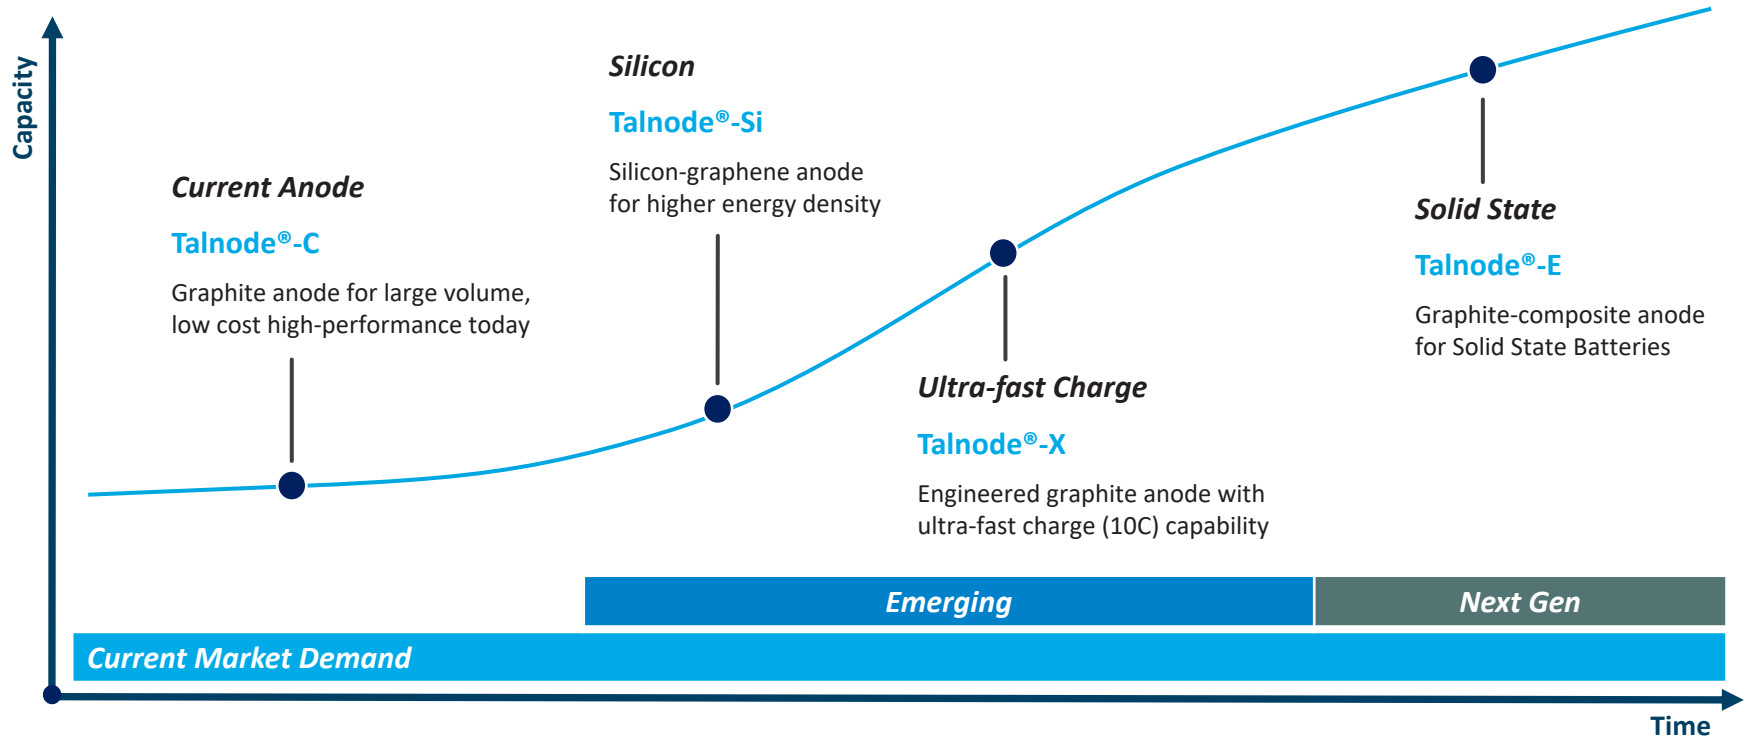 Capacity
Current Anode
Talnode®-C
Graphite anode for large volume,
low cost high-performance today
Silicon
Talnode®-Si
Silicon-graphene anode
for higher energy density
Ultra-fast Charge
Talnode®-X
Engineered graphite anode with
ultra-fast charge (10C) capability
Solid State
Talnode®-E
Graphite-composite anode
for Solid State Batteries
Emerging
Next Gen
Current Market Demand
Time